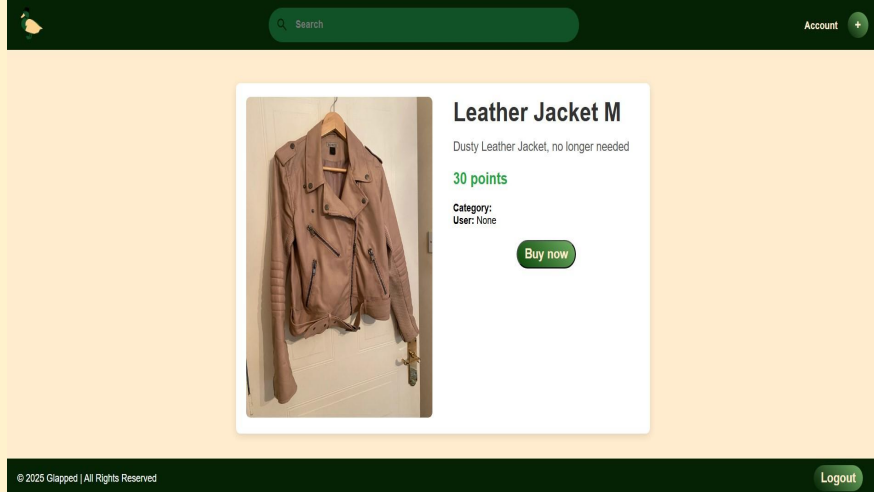 Search
Account
+
Leather Jacket M
Dusty Leather Jacket, no longer needed
30 points
Category:
User: None
Buy now
© 2025 Glapped | All Rights Reserved
Logout